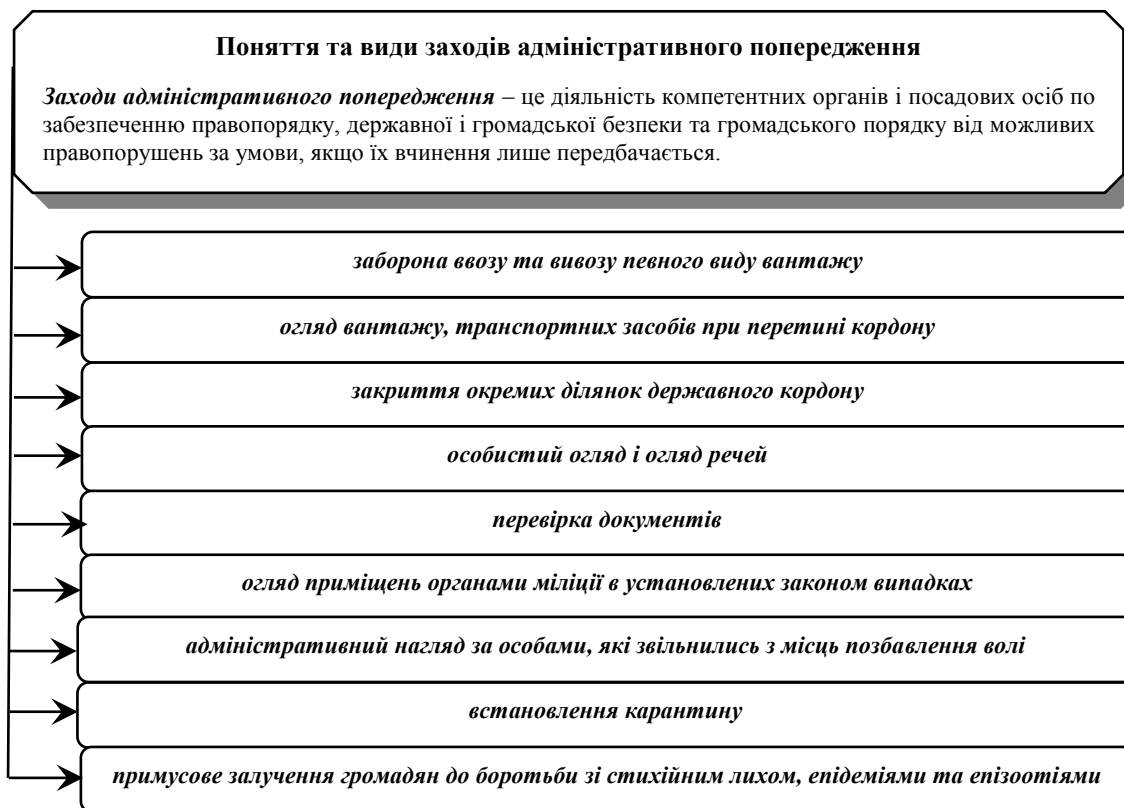 Поняття та види заходів адміністративного попередження
Заходи адміністративного попередження – це діяльність компетентних органів і посадових осіб по
забезпеченню правопорядку, державної і громадської безпеки та громадського порядку від можливих
правопорушень за умови, якщо їх вчинення лише передбачається.
заборона ввозу та вивозу певного виду вантажу
огляд вантажу, транспортних засобів при перетині кордону
закриття окремих ділянок державного кордону
особистий огляд і огляд речей
перевірка документів
огляд приміщень органами міліції в установлених законом випадках
адміністративний нагляд за особами, які звільнились з місць позбавлення волі
встановлення карантину
примусове залучення громадян до боротьби зі стихійним лихом, епідеміями та епізоотіями